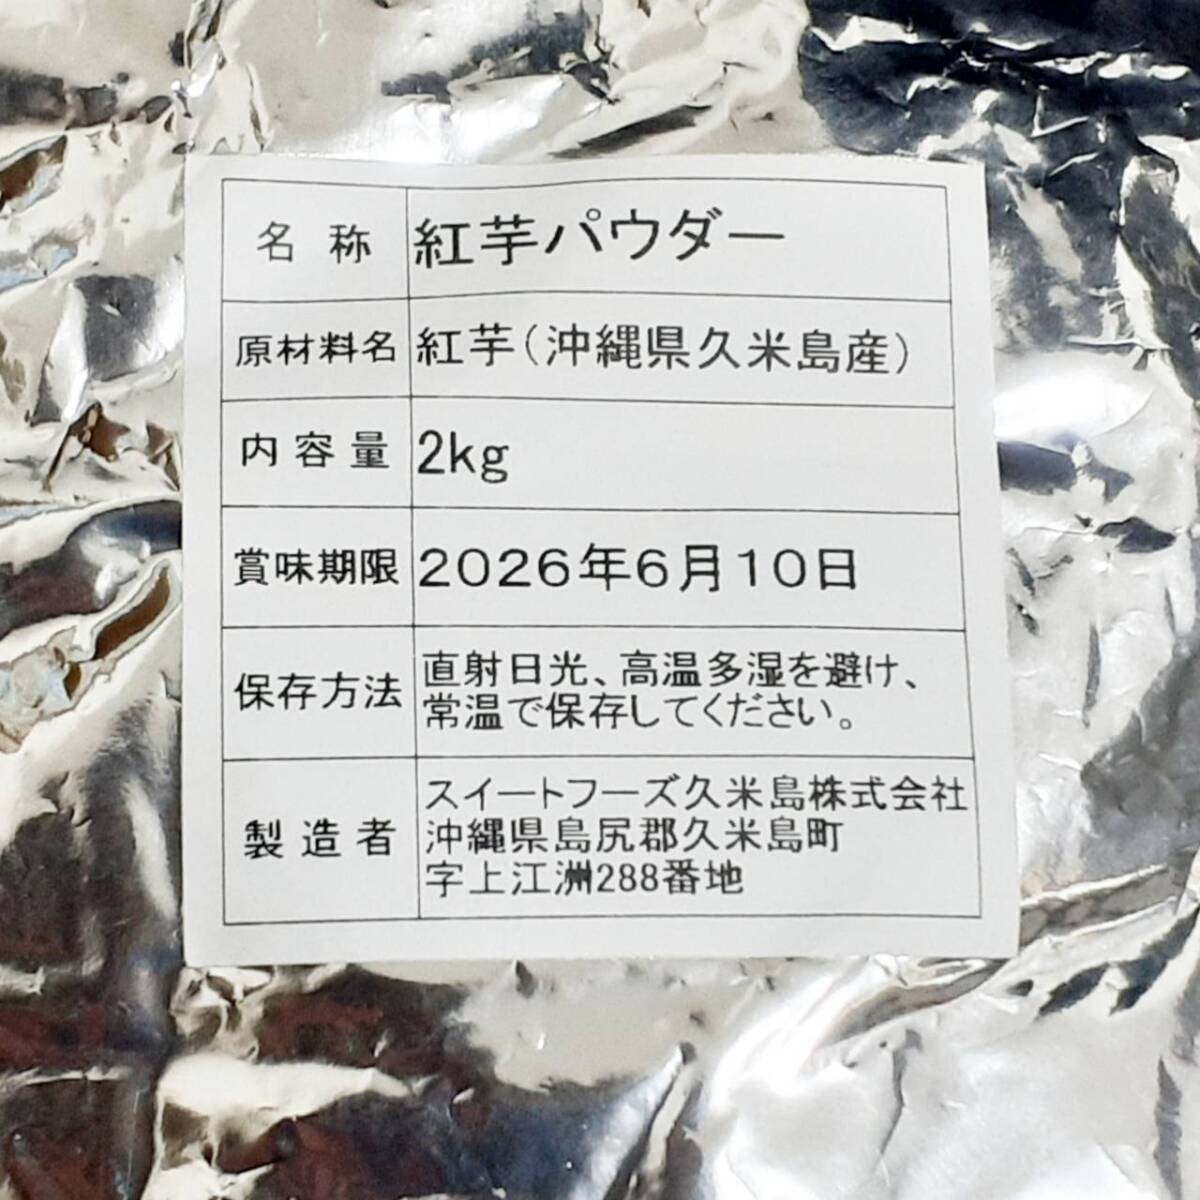 名称 紅芋パウダー
原材料名 紅芋(沖縄県久米島産)
内容量 2kg
賞味期限 2026年6月10日
保存方法 直射日光、高温多湿を避け、
常温で保存してください。
製造者 スイートフーズ久米島株式会社
沖縄県島尻郡久米島町
字上江洲288番地